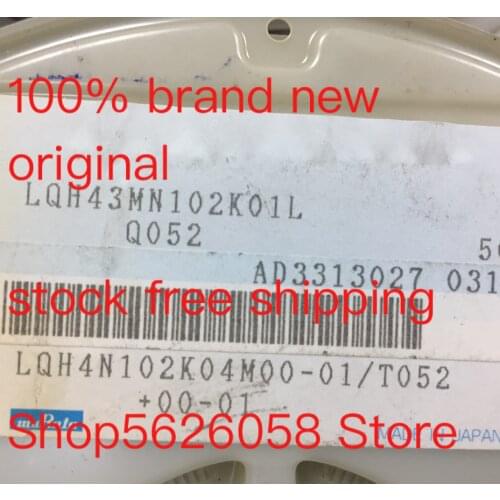 100% brand new
original
LQH43MN102K01L
Q052
AD3313027 031
stock free shipping
LQH4N102K04M00-01/T052
+00-01
muRata
Shop5626058 Store
MADE IN JAPAN